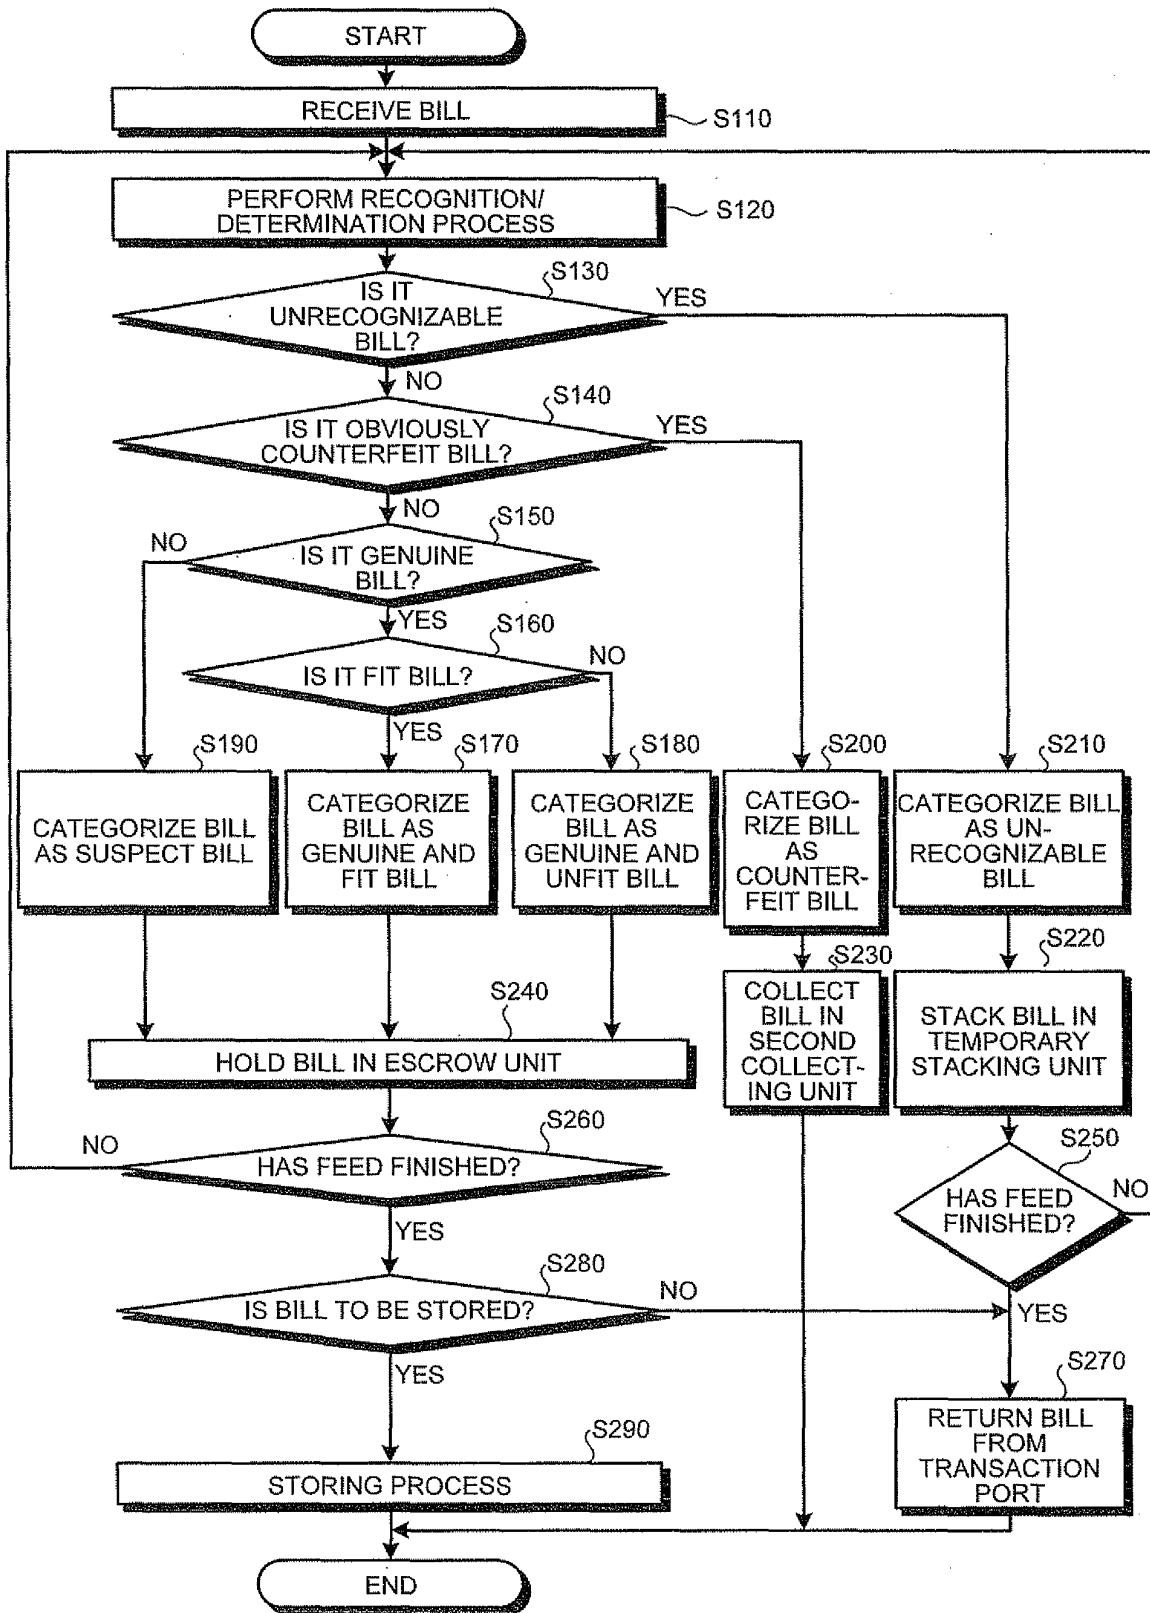 START
RECEIVE BILL
S110
PERFORM RECOGNITION/
DETERMINATION PROCESS
S120
S130
IS IT
UNRECOGNIZABLE
BILL?
YES
NO
S140
IS IT OBVIOUSLY
COUNTERFEIT BILL?
YES
NO
S150
IS IT GENUINE
BILL?
NO
YES
S160
IS IT FIT BILL?
NO
YES
S190
CATEGORIZE BILL
AS SUSPECT BILL
S170
CATEGORIZE
BILL AS
GENUINE AND
FIT BILL
S180
CATEGORIZE
BILL AS
GENUINE AND
UNFIT BILL
S200
CATEGO-
RIZE BILL
AS
COUNTER-
FEIT BILL
S210
CATEGORIZE BILL
AS UN-
RECOGNIZABLE
BILL
S230
COLLECT
BILL IN
SECOND
COLLECT-
ING UNIT
S220
STACK BILL IN
TEMPORARY
STACKING UNIT
S240
HOLD BILL IN ESCROW UNIT
S260
HAS FEED FINISHED?
NO
YES
S250
HAS FEED
FINISHED?
NO
YES
S280
IS BILL TO BE STORED?
NO
YES
S270
RETURN BILL
FROM
TRANSACTION
PORT
S290
STORING PROCESS
END